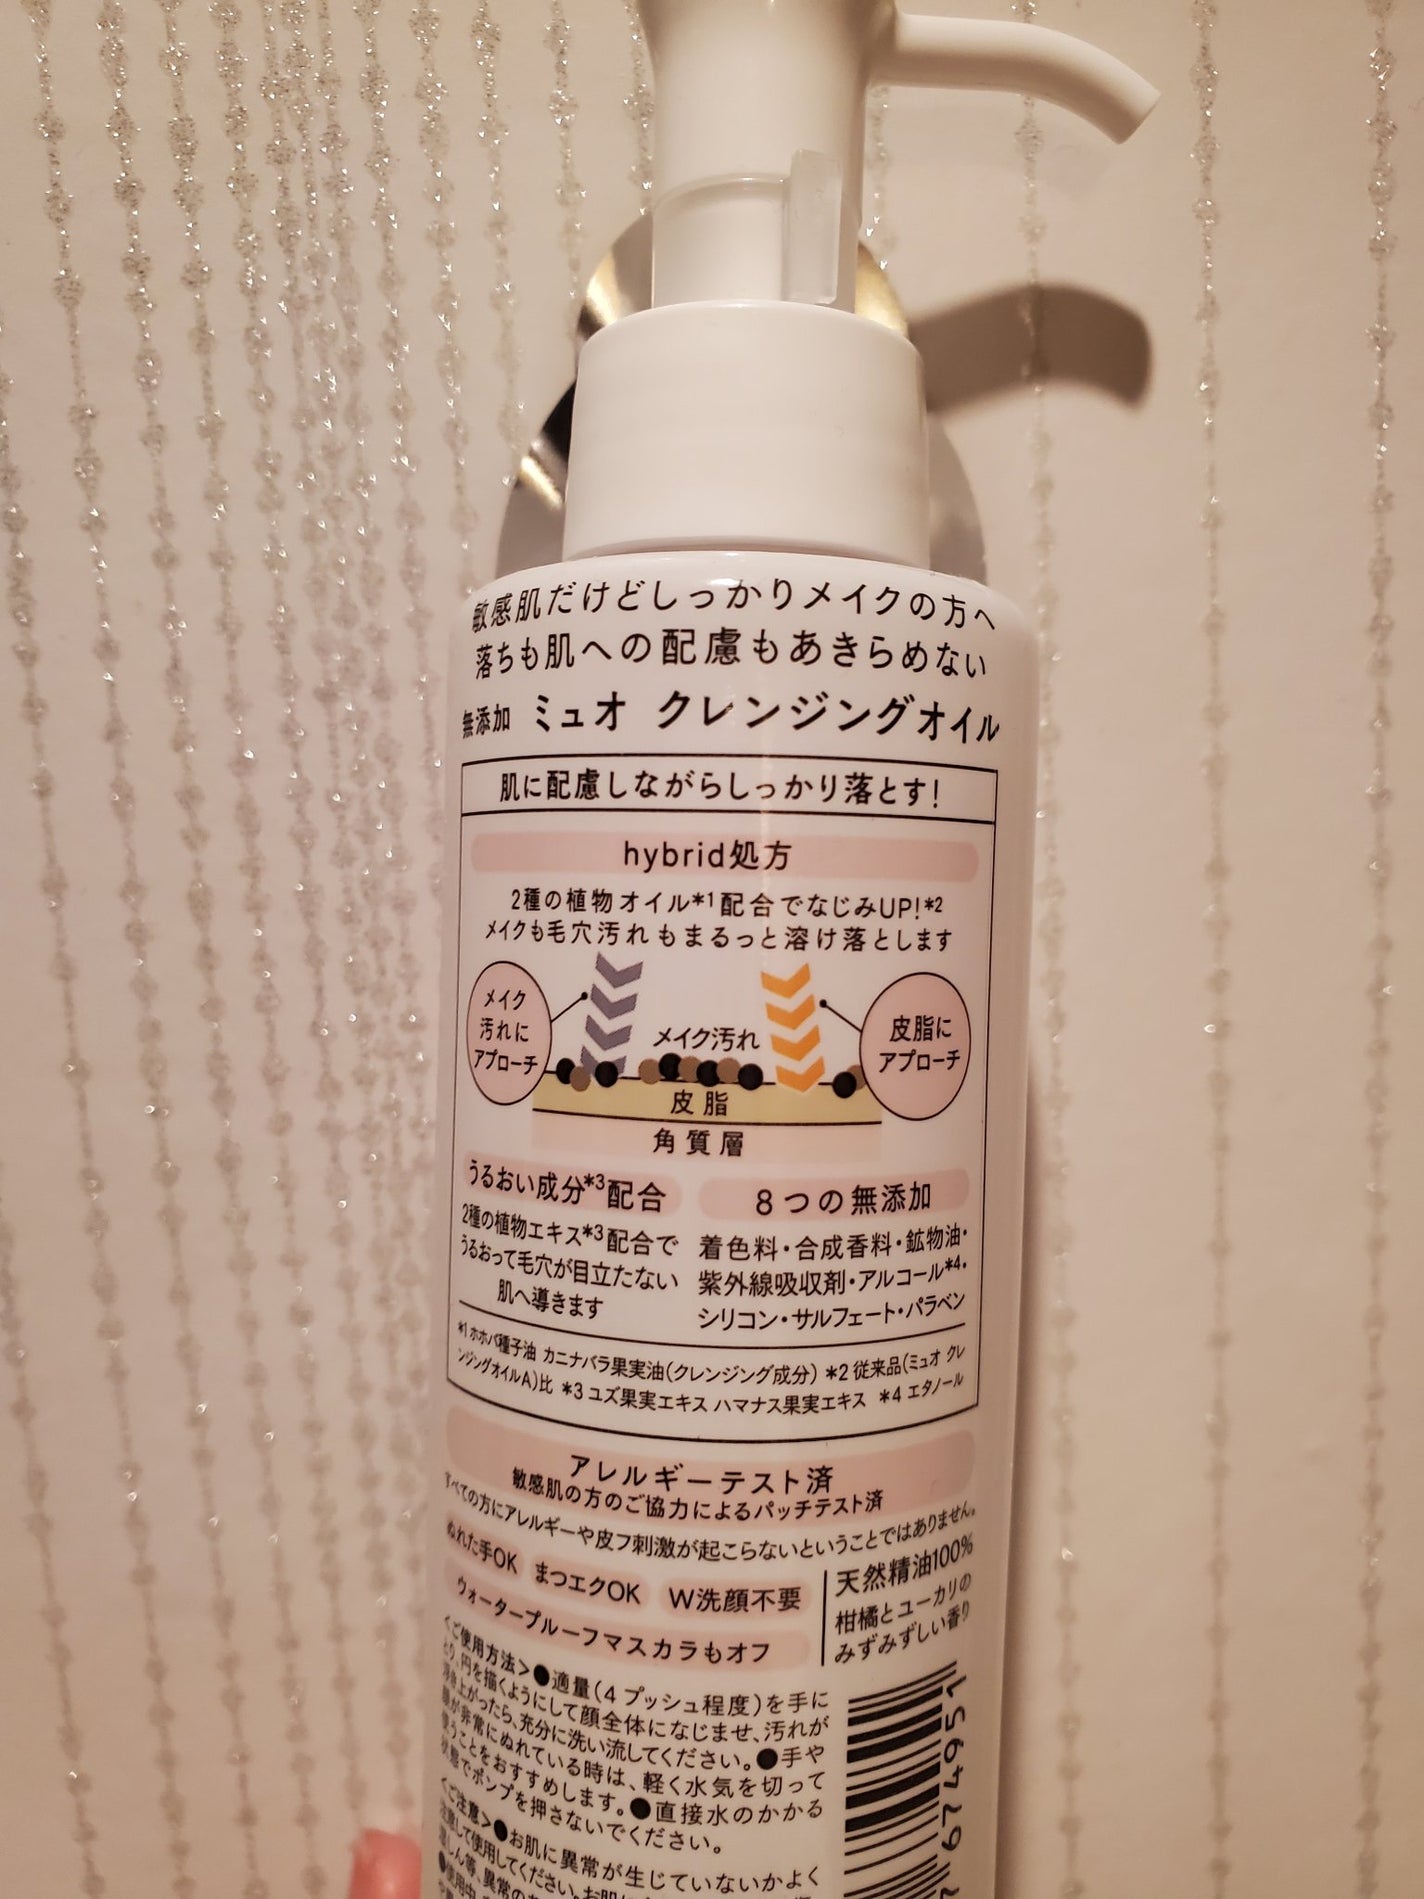 敏感肌だけどしっかりメイクの方へ
落ちも肌への配慮もあきらめない
無添加 ミュオ クレンジングオイル
肌に配慮しながらしっかり落とす!
hybrid処方
2種の植物オイル*1配合でなじみUP!*2
メイクも毛穴汚れもまるっと溶け落とします
メイク
汚れに
アプローチ
メイク汚れ
皮脂に
アプローチ
皮脂
角質層
うるおい成分*3配合
2種の植物エキス*3配合で
うるおって毛穴が目立たない
肌へ導きます
8つの無添加
着色料・合成香料・鉱物油・
紫外線吸収剤・アルコール*4・
シリコン・サルフェート・パラベン
*1 ホホバ種子油 カニナバラ果実油(クレンジング成分) *2 従来品(ミュオ クレ
ンジングオイルA)比 *3 ユズ果実エキス ハマナス果実エキス *4 エタノール
アレルギーテスト済
敏感肌の方のご協力によるパッチテスト済
すべての方にアレルギーや皮フ刺激が起こらないということではありません。
ぬれた手OK まつエクOK W洗顔不要
ウォータープルーフマスカラもオフ
天然精油100%
柑橘とユーカリの
みずみずしい香り
<ご使用方法>●適量(4プッシュ程度)を手に
とり、円を描くようにして顔全体になじませ、汚れが
浮き上がったら、充分に洗い流してください。●手や
顔が非常にぬれている時は、軽く水気を切って
使うことをおすすめします。●直接水のかかる
状態でポンプを押さないでください。
<ご注意>●お肌に異常が生じていないかよく
注意して使用してください。お肌に
●使用中